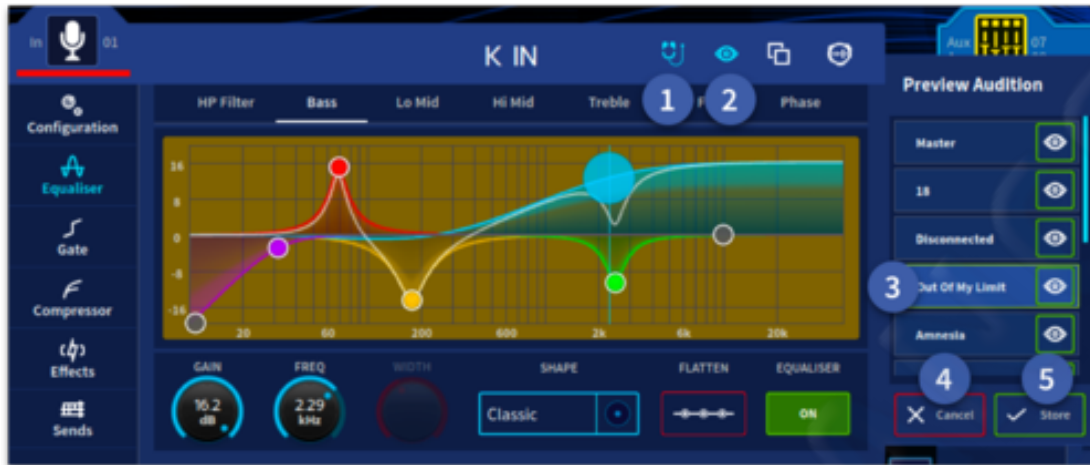 In 01
K IN
Aux 07
1
2
Preview Audition
HP Filter Bass Lo Mid Hi Mid Treble Phase
Configuration
Equaliser
Gate
Compressor
Effects
Sends
16
8
0
-8
-16
20 60 200 600 2k 6k 20k
Master
18
Disconnected
3
Out Of My Limit
Amnesia
4
5
Cancel
Store
GAIN FREQ WIDTH SHAPE FLATTEN EQUALISER
16.2
dB
2.29
kHz
Classic
ON